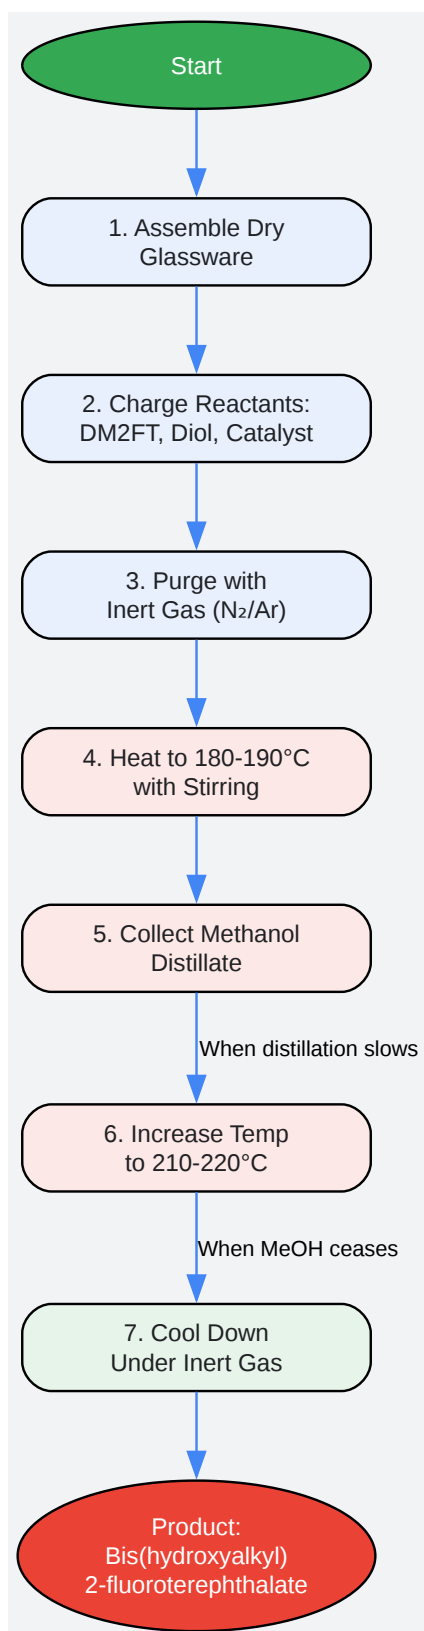 Start
1. Assemble Dry
Glassware
2. Charge Reactants:
DM2FT, Diol, Catalyst
3. Purge with
Inert Gas (N₂/Ar)
4. Heat to 180-190°C
with Stirring
5. Collect Methanol
Distillate
When distillation slows
6. Increase Temp
to 210-220°C
When MeOH ceases
7. Cool Down
Under Inert Gas
Product:
Bis(hydroxyalkyl)
2-fluoroterephthalate